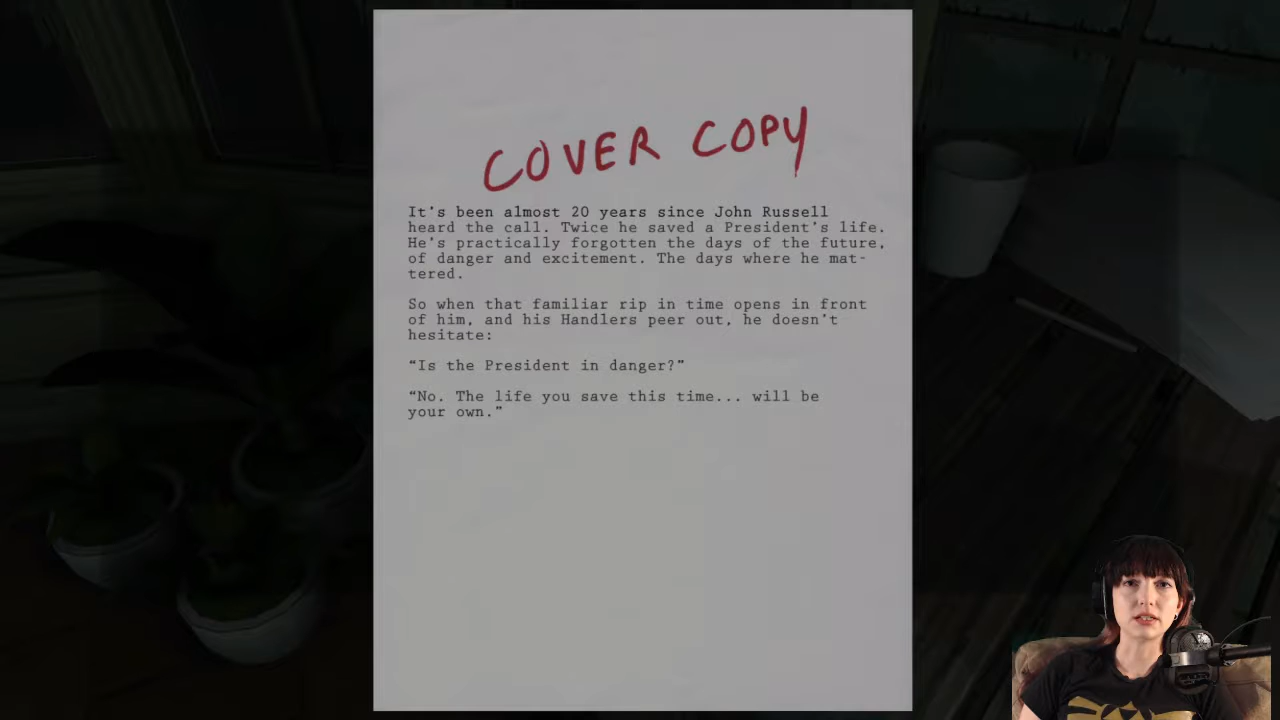 COVER COPY
It's been almost 20 years since John Russell
heard the call. Twice he saved a President's life.
He's practically forgotten the days of the future,
of danger and excitement. The days where he mat-
tered.
So when that familiar rip in time opens in front
of him, and his Handlers peer out, he doesn't
hesitate:
“Is the President in danger?”
“No. The life you save this time... will be
your own.”